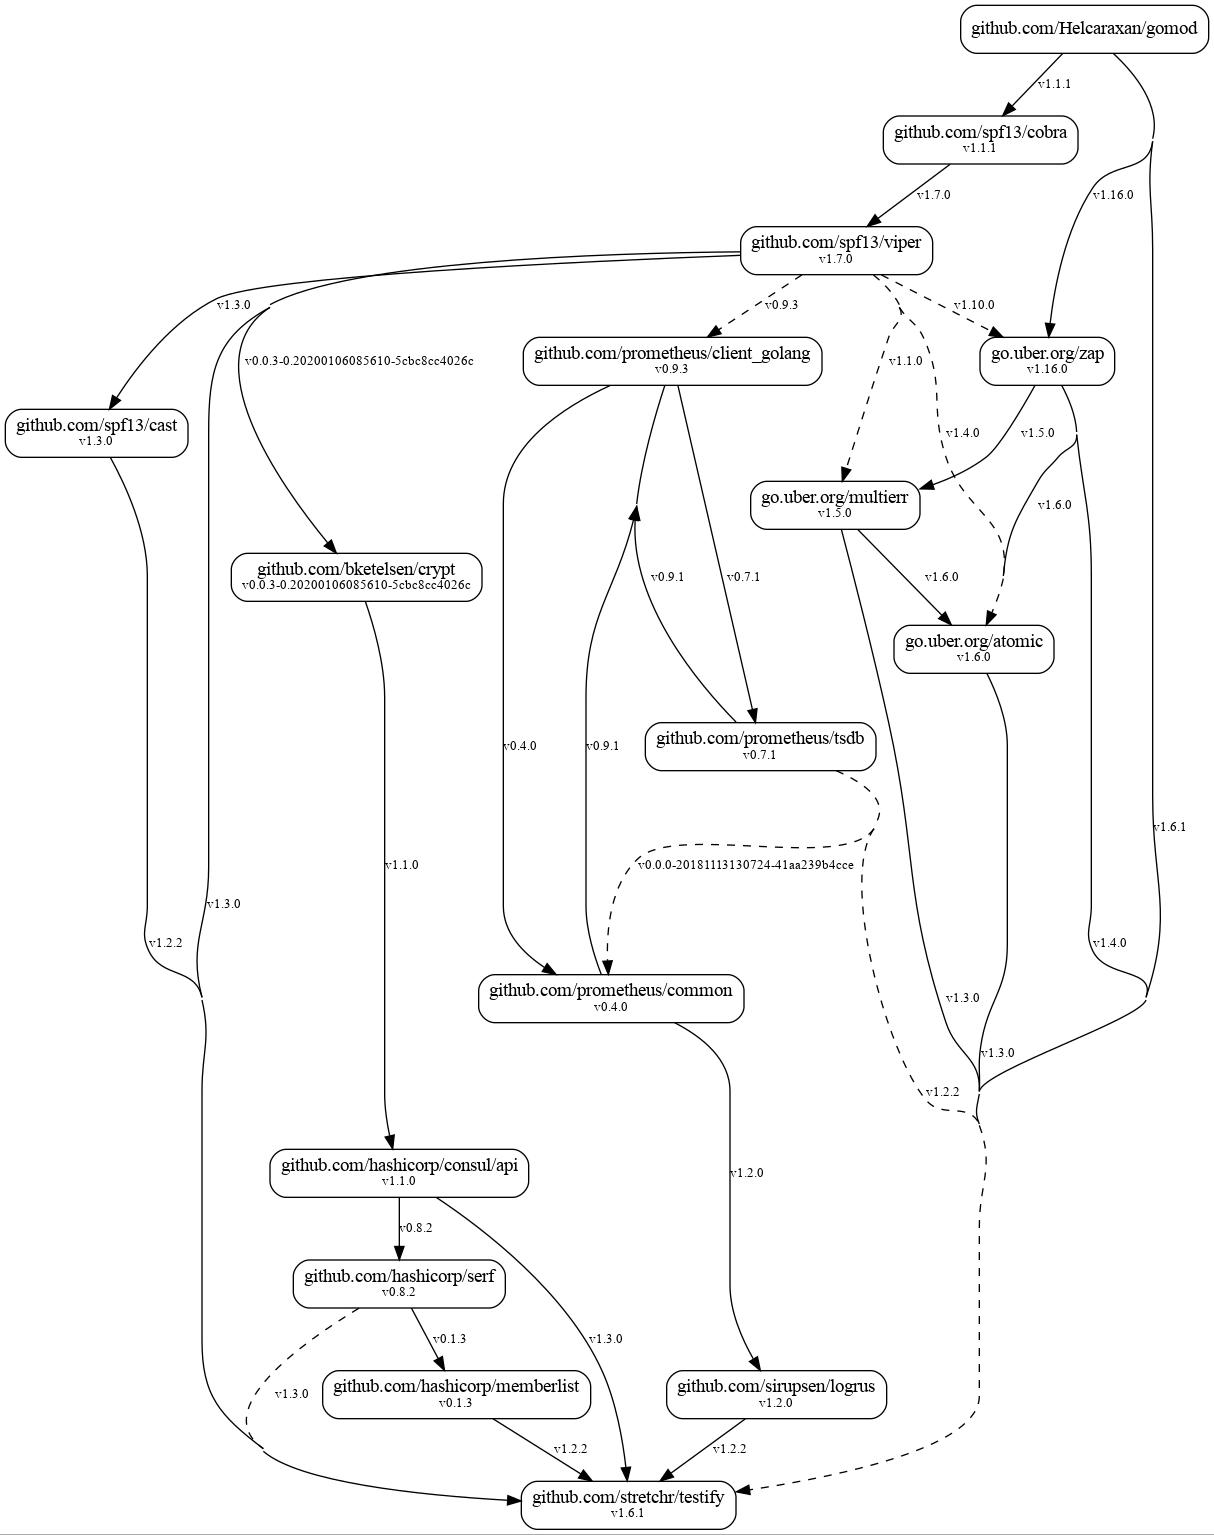 github.com/Helcaraxan/gomod
v1.1.1
github.com/spf13/cobra
v1.1.1
v1.7.0
v1.16.0
github.com/spf13/viper
v1.7.0
v1.3.0
v0.9.3
v1.10.0
github.com/prometheus/client_golang
v0.9.3
go.uber.org/zap
v1.16.0
v0.0.3-0.20200106085610-5cbc8cc4026c
v1.1.0
github.com/spf13/cast
v1.3.0
v1.4.0
v1.5.0
go.uber.org/multierr
v1.5.0
v1.6.0
github.com/bketelsen/crypt
v0.0.3-0.20200106085610-5cbc8cc4026c
v0.9.1
v0.7.1
v1.6.0
go.uber.org/atomic
v1.6.0
v0.4.0
v0.9.1
github.com/prometheus/tsdb
v0.7.1
v1.6.1
v1.1.0
v0.0.0-20181113130724-41aa239b4cce
v1.3.0
v1.2.2
v1.4.0
github.com/prometheus/common
v0.4.0
v1.3.0
v1.3.0
v1.2.2
github.com/hashicorp/consul/api
v1.1.0
v1.2.0
v0.8.2
github.com/hashicorp/serf
v0.8.2
v0.1.3
v1.3.0
v1.3.0
github.com/hashicorp/memberlist
v0.1.3
github.com/sirupsen/logrus
v1.2.0
v1.2.2
v1.2.2
github.com/stretchr/testify
v1.6.1